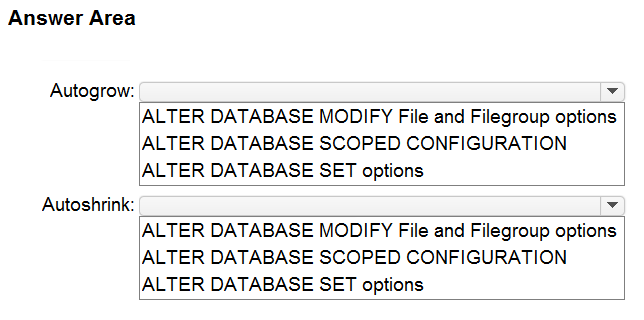 Answer Area
Autogrow:
ALTER DATABASE MODIFY File and Filegroup options
ALTER DATABASE SCOPED CONFIGURATION
ALTER DATABASE SET options
Autoshrink:
ALTER DATABASE MODIFY File and Filegroup options
ALTER DATABASE SCOPED CONFIGURATION
ALTER DATABASE SET options